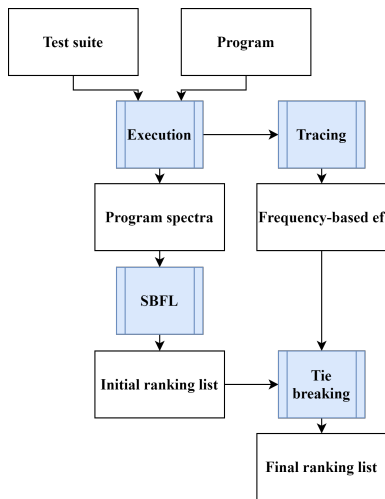 Test suite
Program
Execution
Tracing
Program spectra
Frequency-based ef
SBFL
Initial ranking list
Tie
breaking
Final ranking list